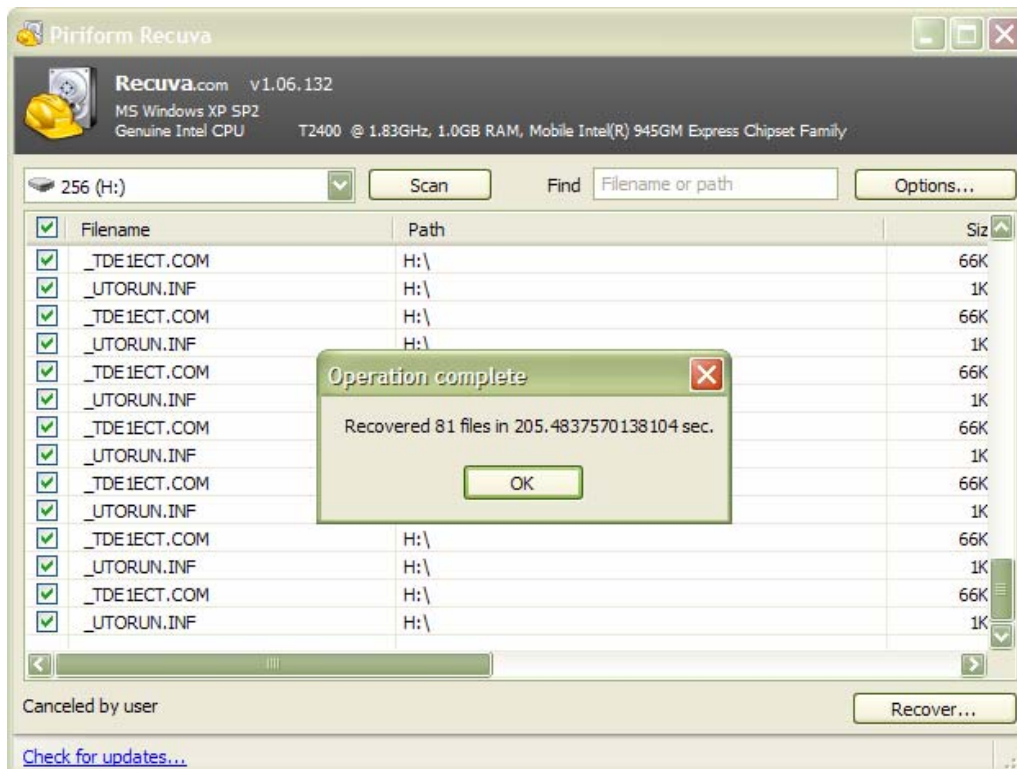 Piriform Recuva
Recuva.com v1.06.132
MS Windows XP SP2
Genuine Intel CPU T2400 @ 1.83GHz, 1.0GB RAM, Mobile Intel(R) 945GM Express Chipset Family
256 (H:) Scan Find Filename or path Options...
Filename Path Siz
_TDE1ECT.COM H:\ 66K
_UTORUN.INF H:\ 1K
_TDE1ECT.COM H:\ 66K
_UTORUN.INF H:\ 1K
_TDE1ECT.COM 66K
_UTORUN.INF 1K
_TDE1ECT.COM 66K
_UTORUN.INF 1K
_TDE1ECT.COM 66K
_UTORUN.INF 1K
_TDE1ECT.COM H:\ 66K
_UTORUN.INF H:\ 1K
_TDE1ECT.COM H:\ 66K
_UTORUN.INF H:\ 1K
Operation complete
Recovered 81 files in 205.4837570138104 sec.
OK
Canceled by user Recover...
Check for updates...